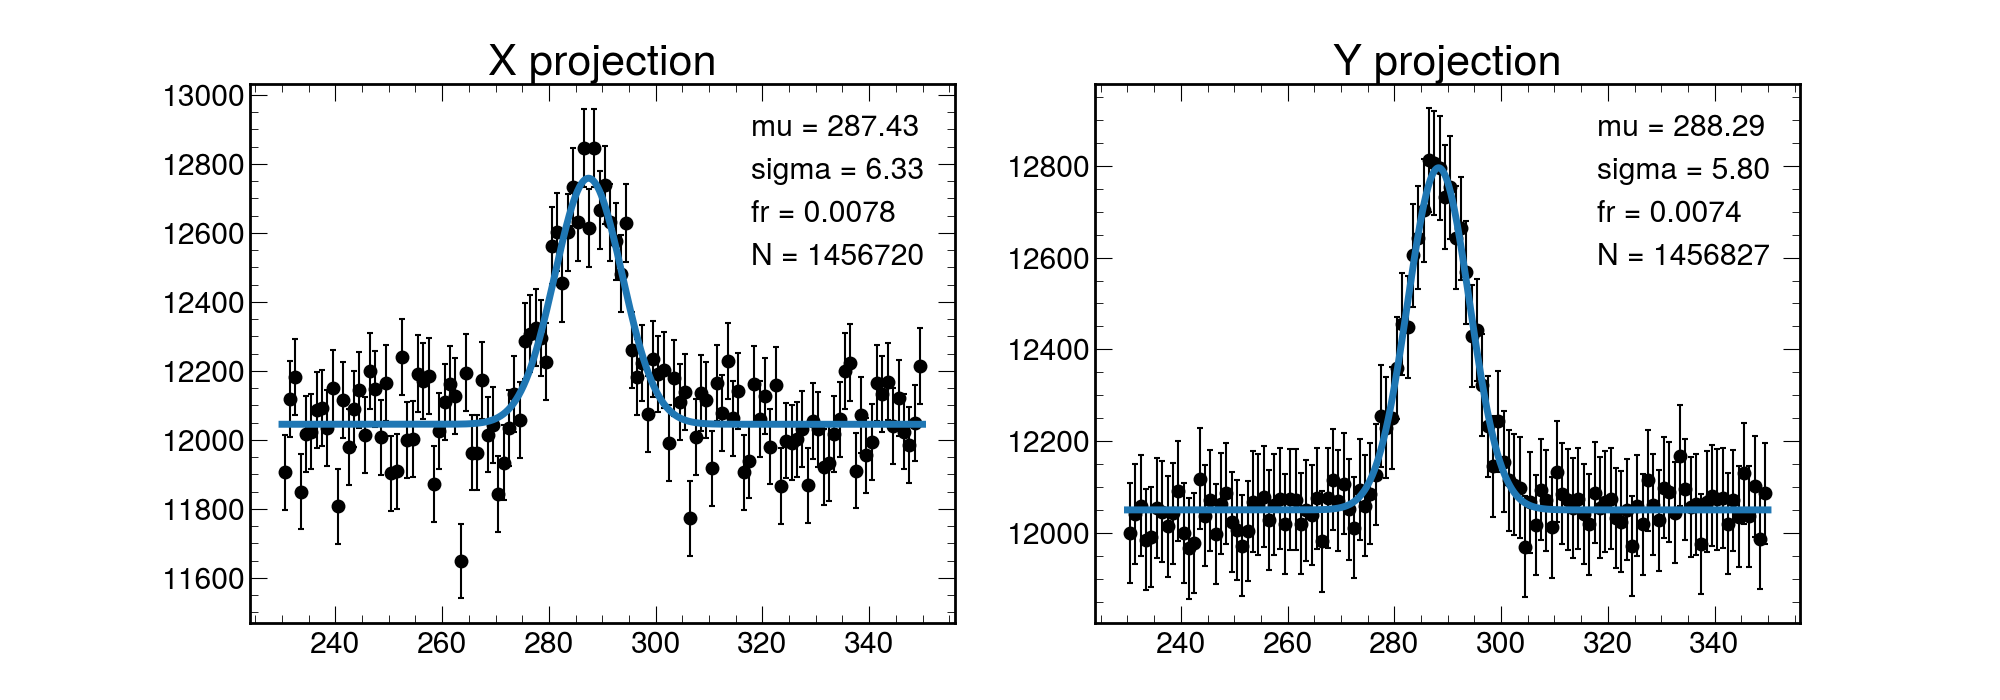 X projection
13000
12800
12600
12400
12200
12000
11800
11600
240 260 280 300 320 340
mu = 287.43
sigma = 6.33
fr = 0.0078
N = 1456720
Y projection
12800
12600
12400
12200
12000
240 260 280 300 320 340
mu = 288.29
sigma = 5.80
fr = 0.0074
N = 1456827